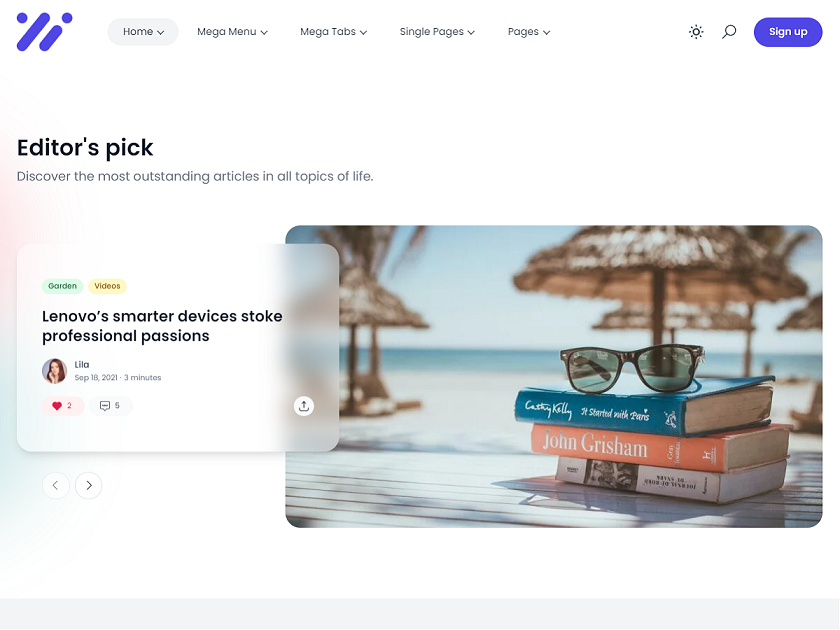 Home
Mega Menu
Mega Tabs
Single Pages
Pages
Sign up
Editor's pick
Discover the most outstanding articles in all topics of life.
Garden
Videos
Lenovo's smarter devices stoke
professional passions
Lila
Sep 18, 2021 · 3 minutes
2
5
Cathy Kelly It Started with Paris
John Grisham